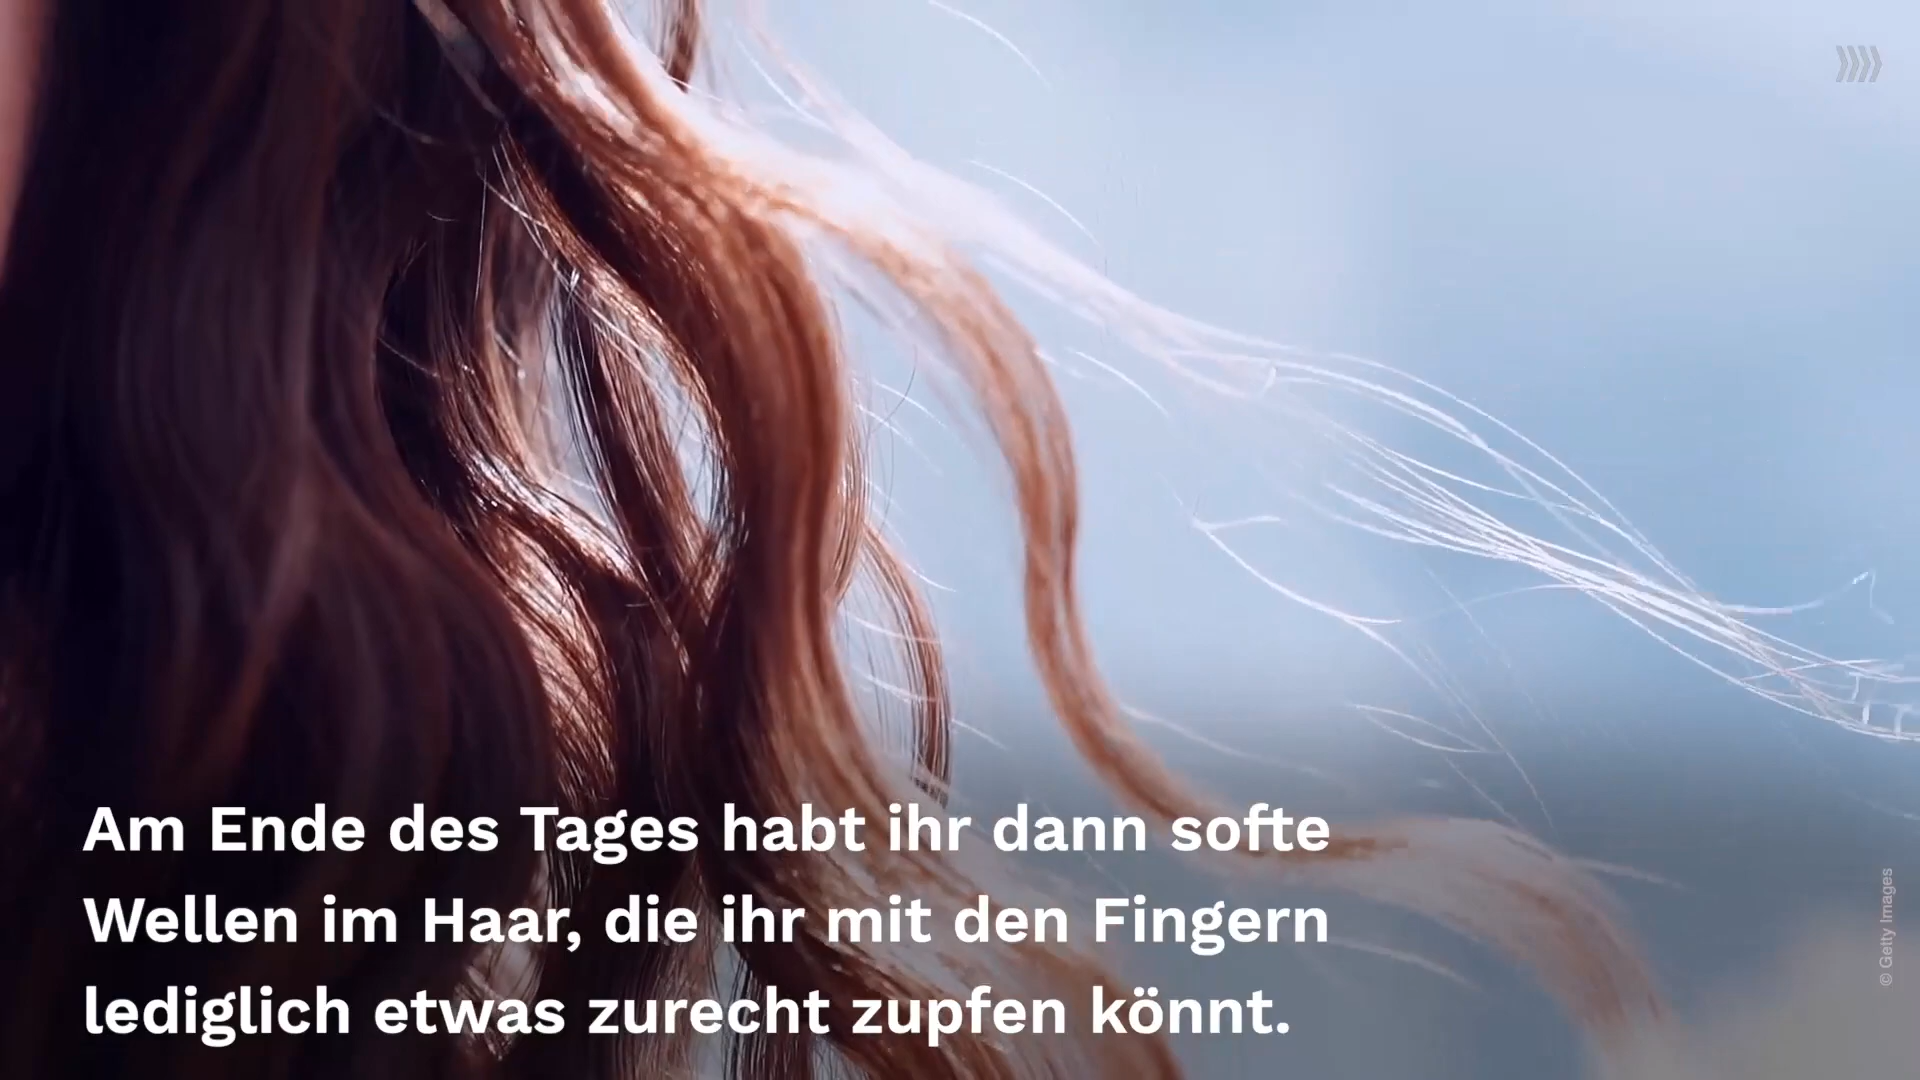 Am Ende des Tages habt ihr dann softe
Wellen im Haar, die ihr mit den Fingern
lediglich etwas zurecht zupfen könnt.
© Getty Images